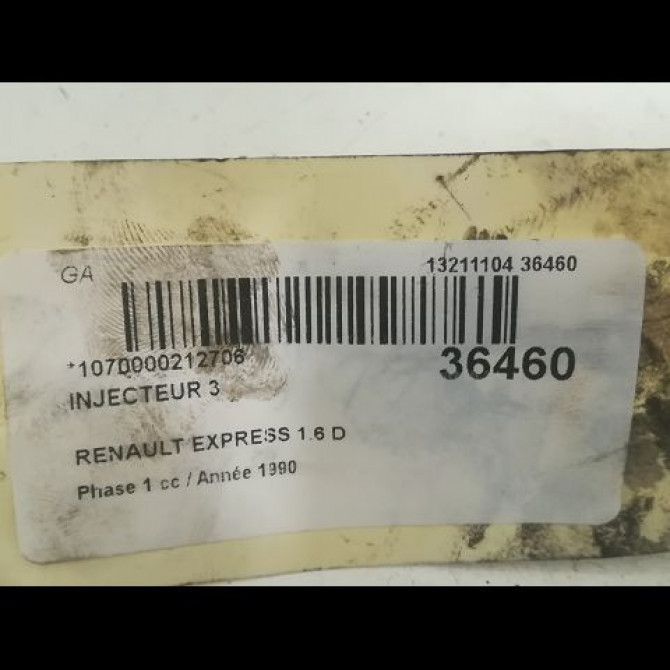 GA
13211104 36460
*1070000212706
36460
INJECTEUR 3
RENAULT EXPRESS 1.6 D
Phase 1 cc / Année 1990